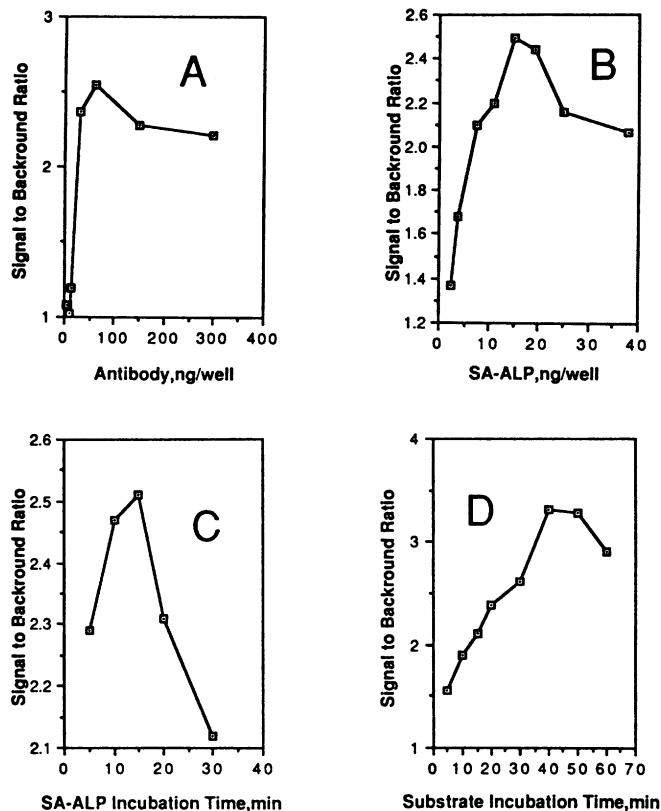 3
2
1
Signal to Backround Ratio
A
0 100 200 300 400
Antibody,ng/well
2.6
2.4
2.2
2.0
1.8
1.6
1.4
1.2
Signal to Backround Ratio
B
0 10 20 30 40
SA-ALP,ng/well
2.6
2.5
2.4
2.3
2.2
2.1
Signal to Backround Ratio
C
0 10 20 30 40
SA-ALP Incubation Time,min
4
3
2
1
Signal to Backround Ratio
D
0 10 20 30 40 50 60 70
Substrate Incubation Time,min